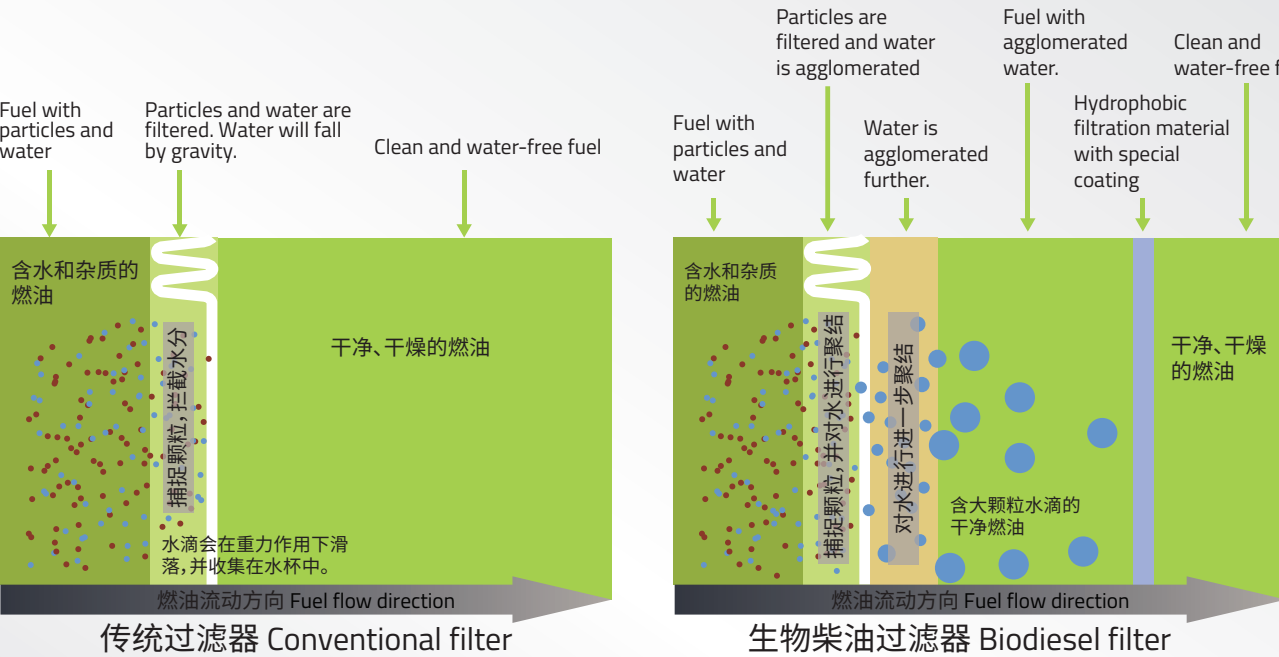 Fuel with
particles and
water
Particles and water are
filtered. Water will fall
by gravity.
Clean and water-free fuel
含水和杂质的
燃油
捕捉颗粒，拦截水分
干净、干燥的燃油
水滴会在重力作用下滑
落，并收集在水杯中。
燃油流动方向 Fuel flow direction
传统过滤器 Conventional filter
Fuel with
particles and
water
Particles are
filtered and water
is agglomerated
Water is
agglomerated
further.
Fuel with
agglomerated
water.
Hydrophobic
filtration material
with special
coating
Clean and
water-free f
含水和杂质
的燃油
捕捉颗粒，并对水进行聚结
对水进行进一步聚结
含大颗粒水滴的
干净燃油
干净、干燥
的燃油
燃油流动方向 Fuel flow direction
生物柴油过滤器 Biodiesel filter